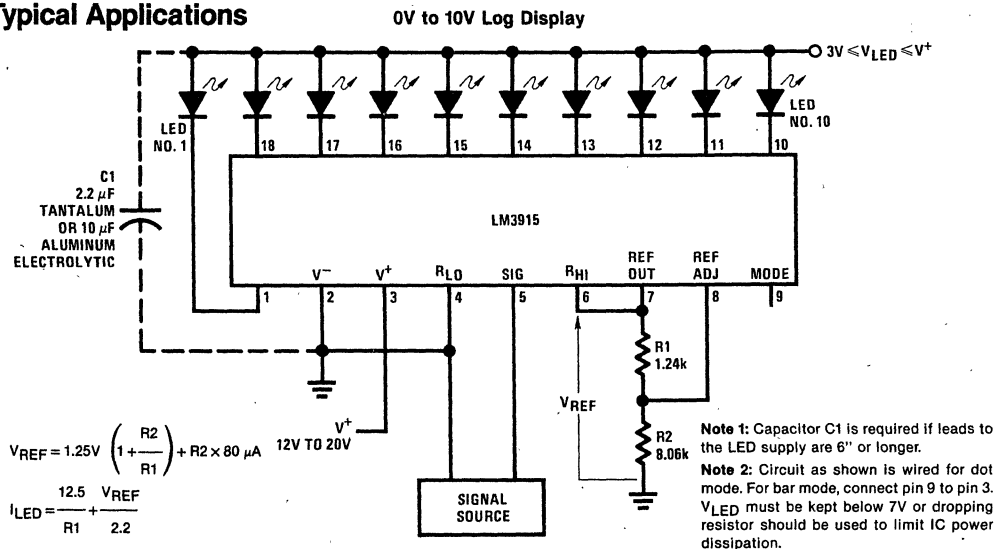 Typical Applications
0V to 10V Log Display
3V ≤ VLED ≤ V+
LED
NO. 1
LED
NO. 10
18
17
16
15
14
13
12
11
10
C1
2.2 μF
TANTALUM
OR 10 μF
ALUMINUM
ELECTROLYTIC
LM3915
V−
V+
RLO
SIG
RHI
REF
OUT
REF
ADJ
MODE
1
2
3
4
5
6
7
8
9
R1
1.24k
VREF
R2
8.06k
V+
12V TO 20V
SIGNAL
SOURCE
VREF = 1.25V (1 + R2/R1) + R2 × 80 μA
ILED = 12.5/R1 + VREF/2.2
Note 1: Capacitor C1 is required if leads to
the LED supply are 6" or longer.
Note 2: Circuit as shown is wired for dot
mode. For bar mode, connect pin 9 to pin 3.
VLED must be kept below 7V or dropping
resistor should be used to limit IC power
dissipation.